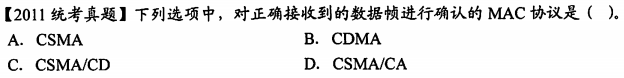 【2011 统考真题】下列选项中，对正确接收到的数据帧进行确认的 MAC 协议是（ ）。
A. CSMA B. CDMA
C. CSMA/CD D. CSMA/CA